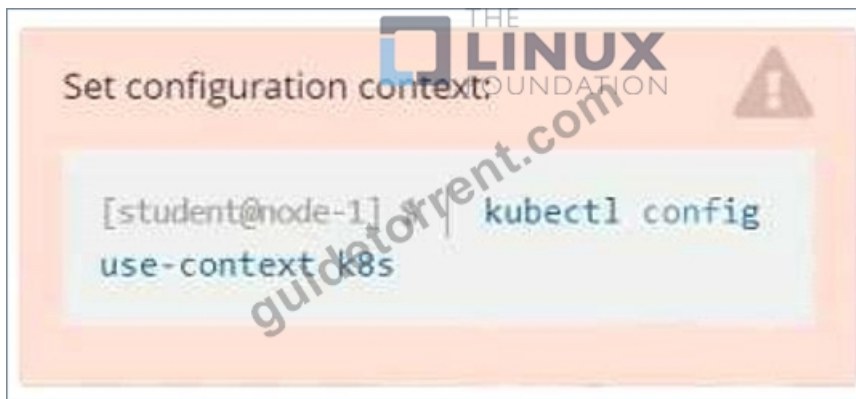 THE
LINUX
FOUNDATION
Set configuration context:
[student@node-1] $ | kubectl config
use-context k8s
guidetorrent.com